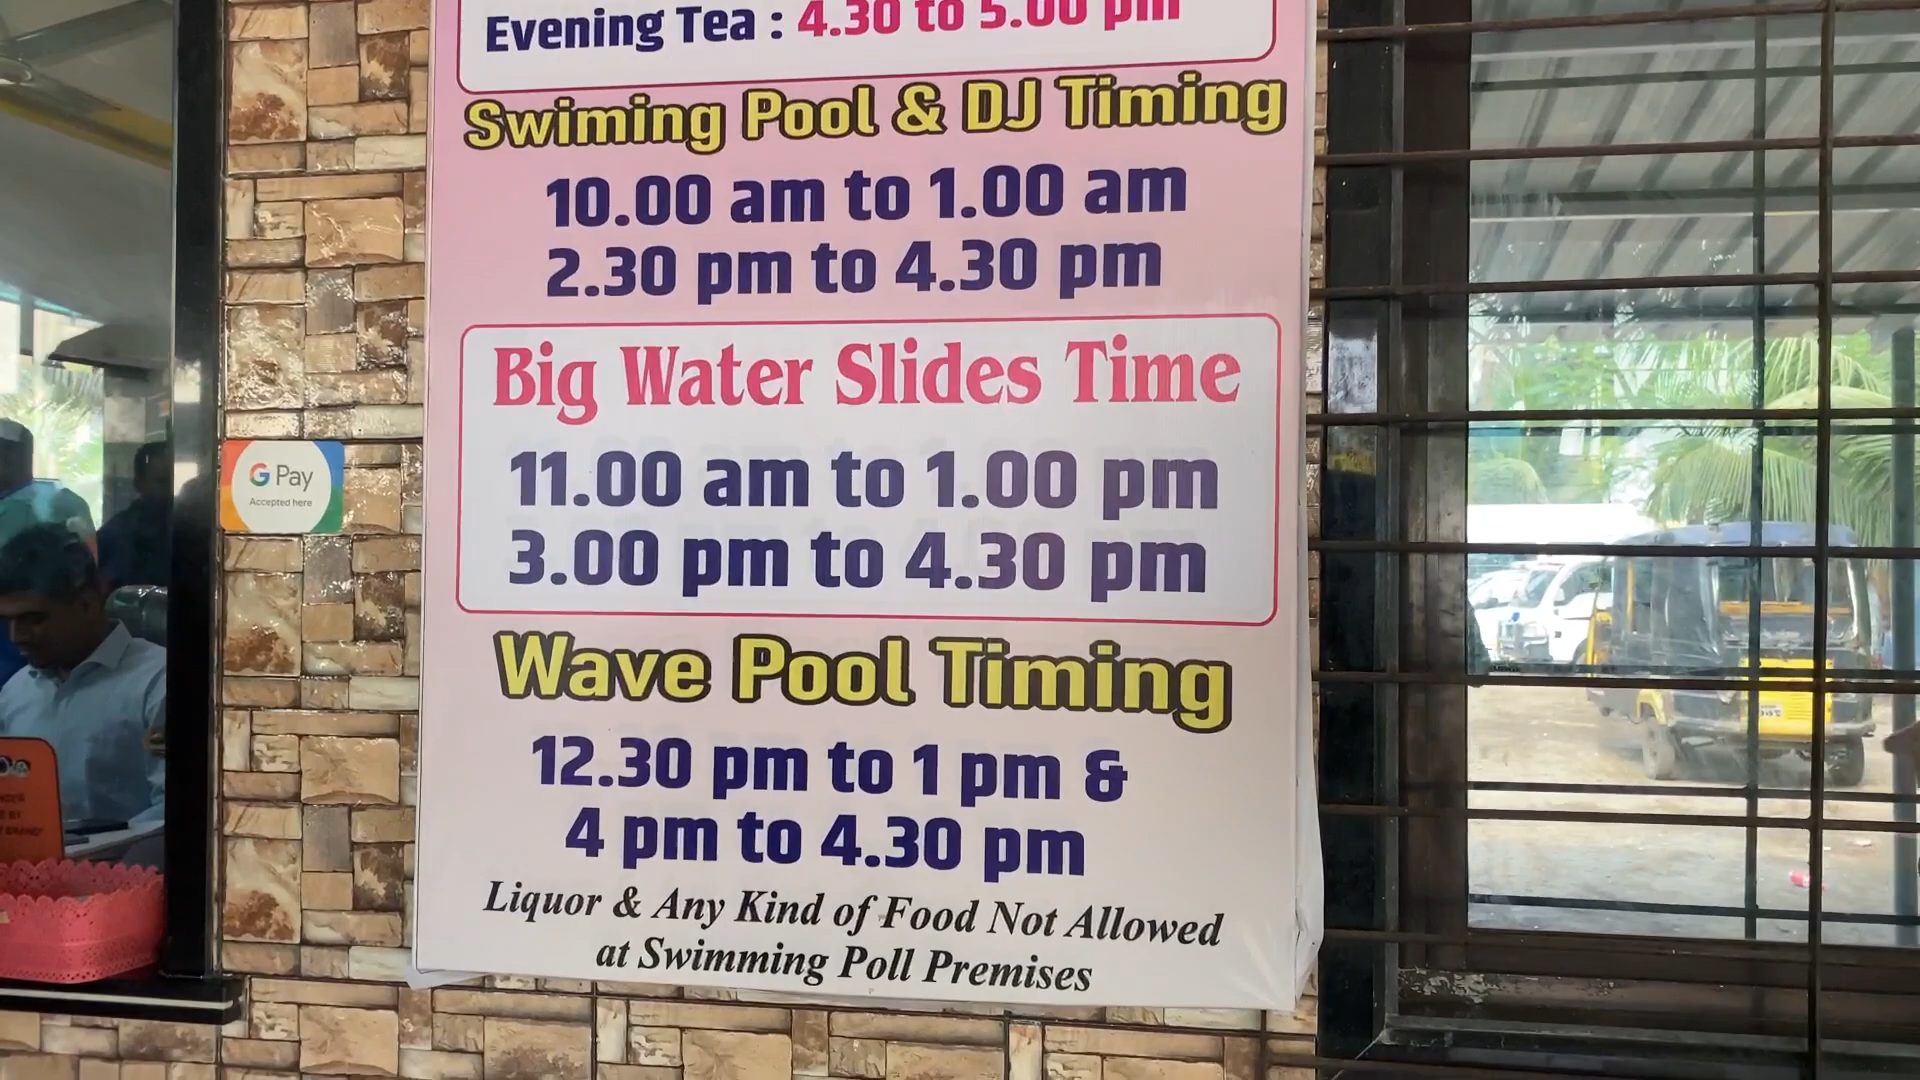 Evening Tea : 4.30 to 5.00 pm
Swiming Pool & DJ Timing
10.00 am to 1.00 am
2.30 pm to 4.30 pm
Big Water Slides Time
11.00 am to 1.00 pm
3.00 pm to 4.30 pm
Wave Pool Timing
12.30 pm to 1 pm &
4 pm to 4.30 pm
Liquor & Any Kind of Food Not Allowed
at Swimming Poll Premises
G Pay
Accepted here